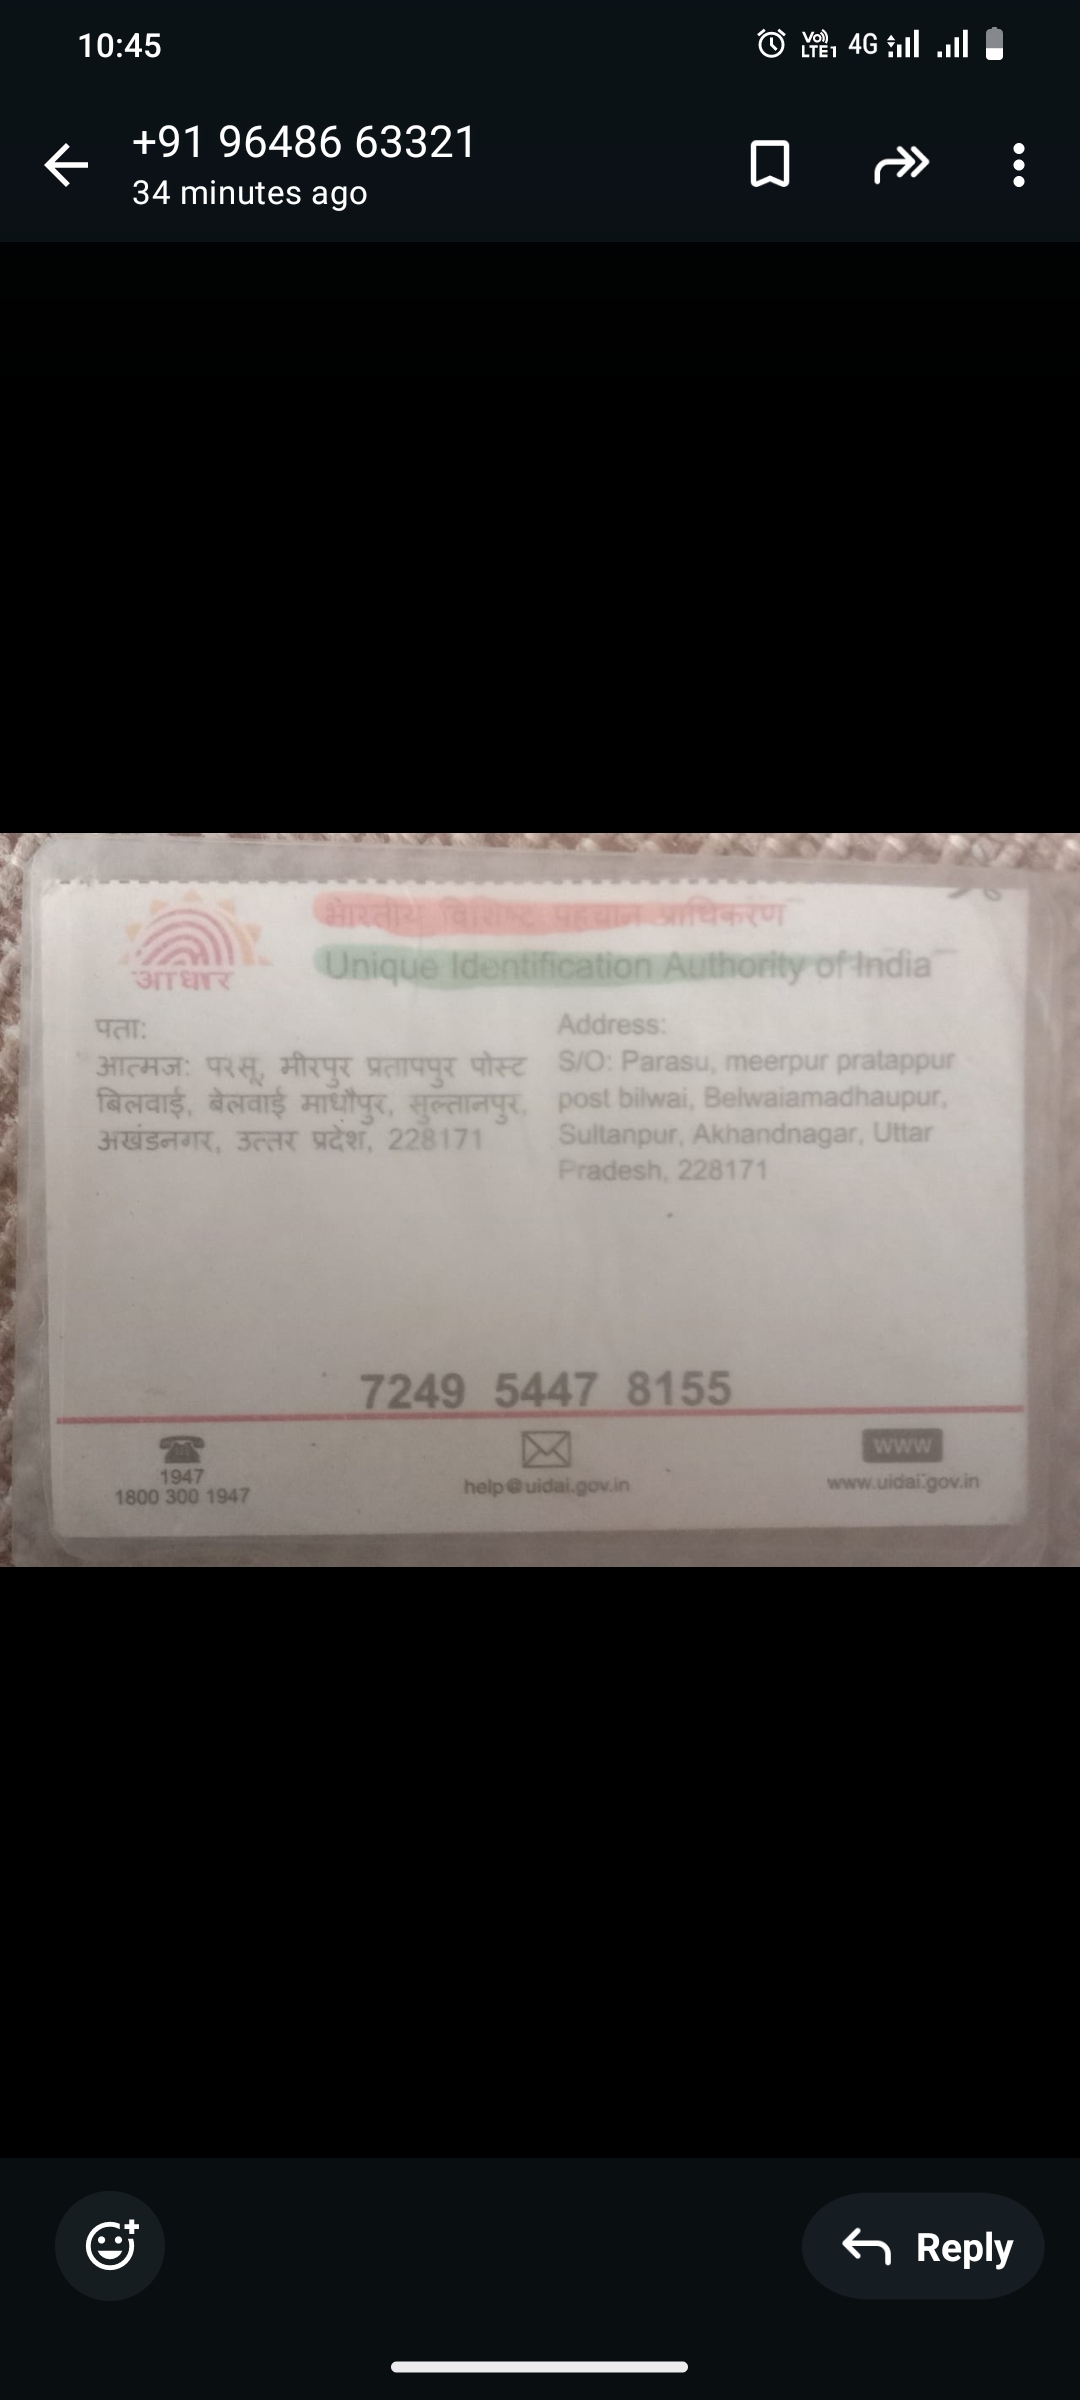 10:45
Vo)) LTE1 4G
+91 96486 63321
34 minutes ago
भारतीय विशिष्ट पहचान प्राधिकरण
Unique Identification Authority of India
आधार
पता:
आत्मज: परसू, मीरपुर प्रतापपुर पोस्ट
बिलवाई, बेलवाई माधौपुर, सुल्तानपुर,
अखंडनगर, उत्तर प्रदेश, 228171
Address:
S/O: Parasu, meerpur pratappur
post bilwai, Belwaiamadhaupur,
Sultanpur, Akhandnagar, Uttar
Pradesh, 228171
7249 5447 8155
1947
1800 300 1947
help@uidai.gov.in
WWW
www.uidai.gov.in
Reply